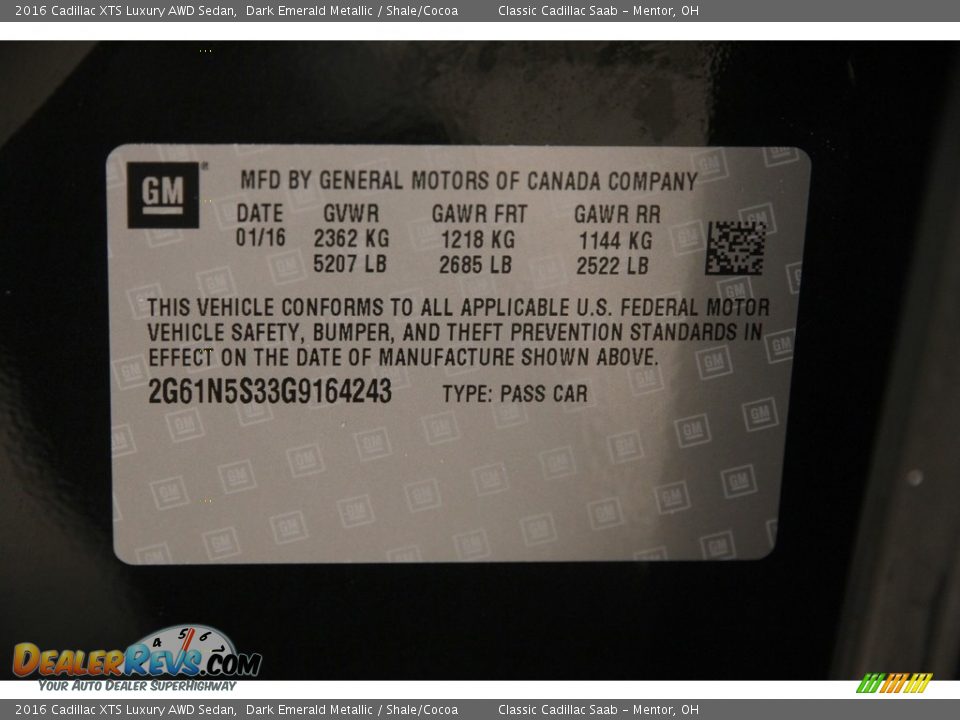 2016 Cadillac XTS Luxury AWD Sedan, Dark Emerald Metallic / Shale/Cocoa Classic Cadillac Saab – Mentor, OH
GM®
MFD BY GENERAL MOTORS OF CANADA COMPANY
DATE GVWR GAWR FRT GAWR RR
01/16 2362 KG 1218 KG 1144 KG
5207 LB 2685 LB 2522 LB
THIS VEHICLE CONFORMS TO ALL APPLICABLE U.S. FEDERAL MOTOR
VEHICLE SAFETY, BUMPER, AND THEFT PREVENTION STANDARDS IN
EFFECT ON THE DATE OF MANUFACTURE SHOWN ABOVE.
2G61N5S33G9164243 TYPE: PASS CAR
4 5 6
DEALERREVS.COM
YOUR AUTO DEALER SUPERHIGHWAY
2016 Cadillac XTS Luxury AWD Sedan, Dark Emerald Metallic / Shale/Cocoa Classic Cadillac Saab – Mentor, OH